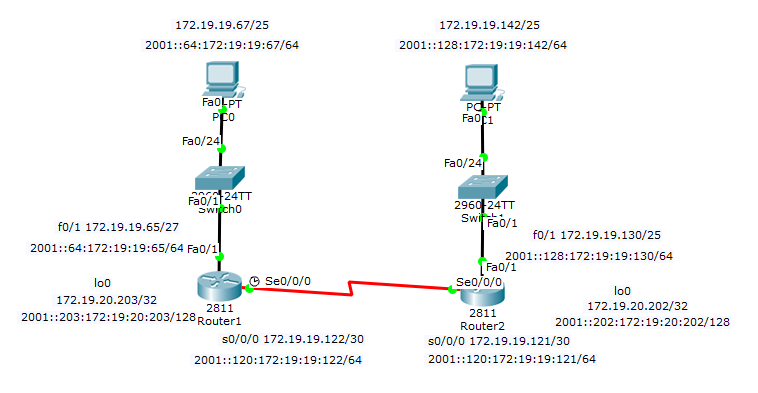 172.19.19.67/25
2001::64:172:19:19:67/64
172.19.19.142/25
2001::128:172:19:19:142/64
Fa0
PT
PC0
PC-PT
Fa0
C1
Fa0/24
Fa0/24
2960-24TT
Fa0/1
Switch0
2960-24TT
Fa0/1
f0/1 172.19.19.65/27
2001::64:172:19:19:65/64
Fa0/1
f0/1 172.19.19.130/25
2001::128:172:19:19:130/64
Fa0/1
lo0
172.19.20.203/32
2001::203:172:19:20:203/128
Se0/0/0
2811
Router1
Se0/0/0
2811
Router2
lo0
172.19.20.202/32
2001::202:172:19:20:202/128
s0/0/0 172.19.19.122/30
2001::120:172:19:19:122/64
s0/0/0 172.19.19.121/30
2001::120:172:19:19:121/64